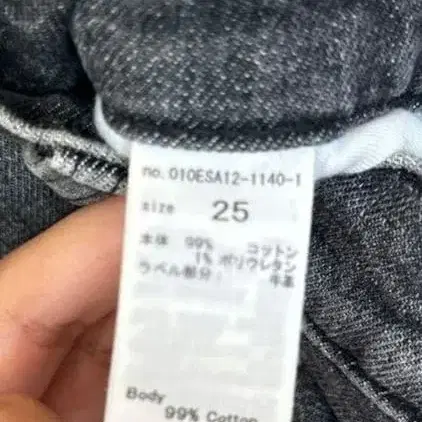 no.010ESA12-1140-1
size 25
本体 99% コットン
1% ポリウレタン
ラベル部分: 牛革
Body
99% Cotton